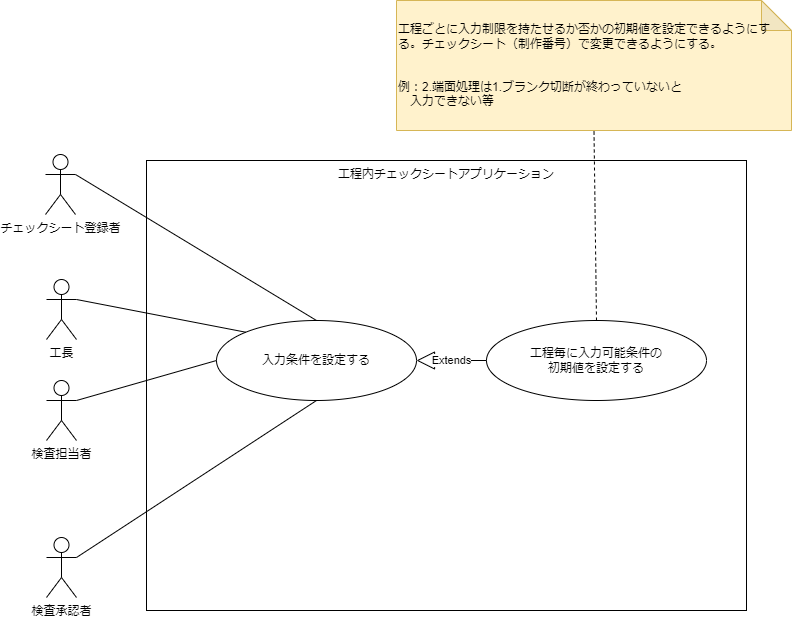 工程ごとに入力制限を持たせるか否かの初期値を設定できるようにす
る。チェックシート（制作番号）で変更できるようにする。
例：2.端面処理は1.ブランク切断が終わっていないと
入力できない等
工程内チェックシートアプリケーション
チェックシート登録者
工長
入力条件を設定する
Extends
工程毎に入力可能条件の
初期値を設定する
検査担当者
検査承認者